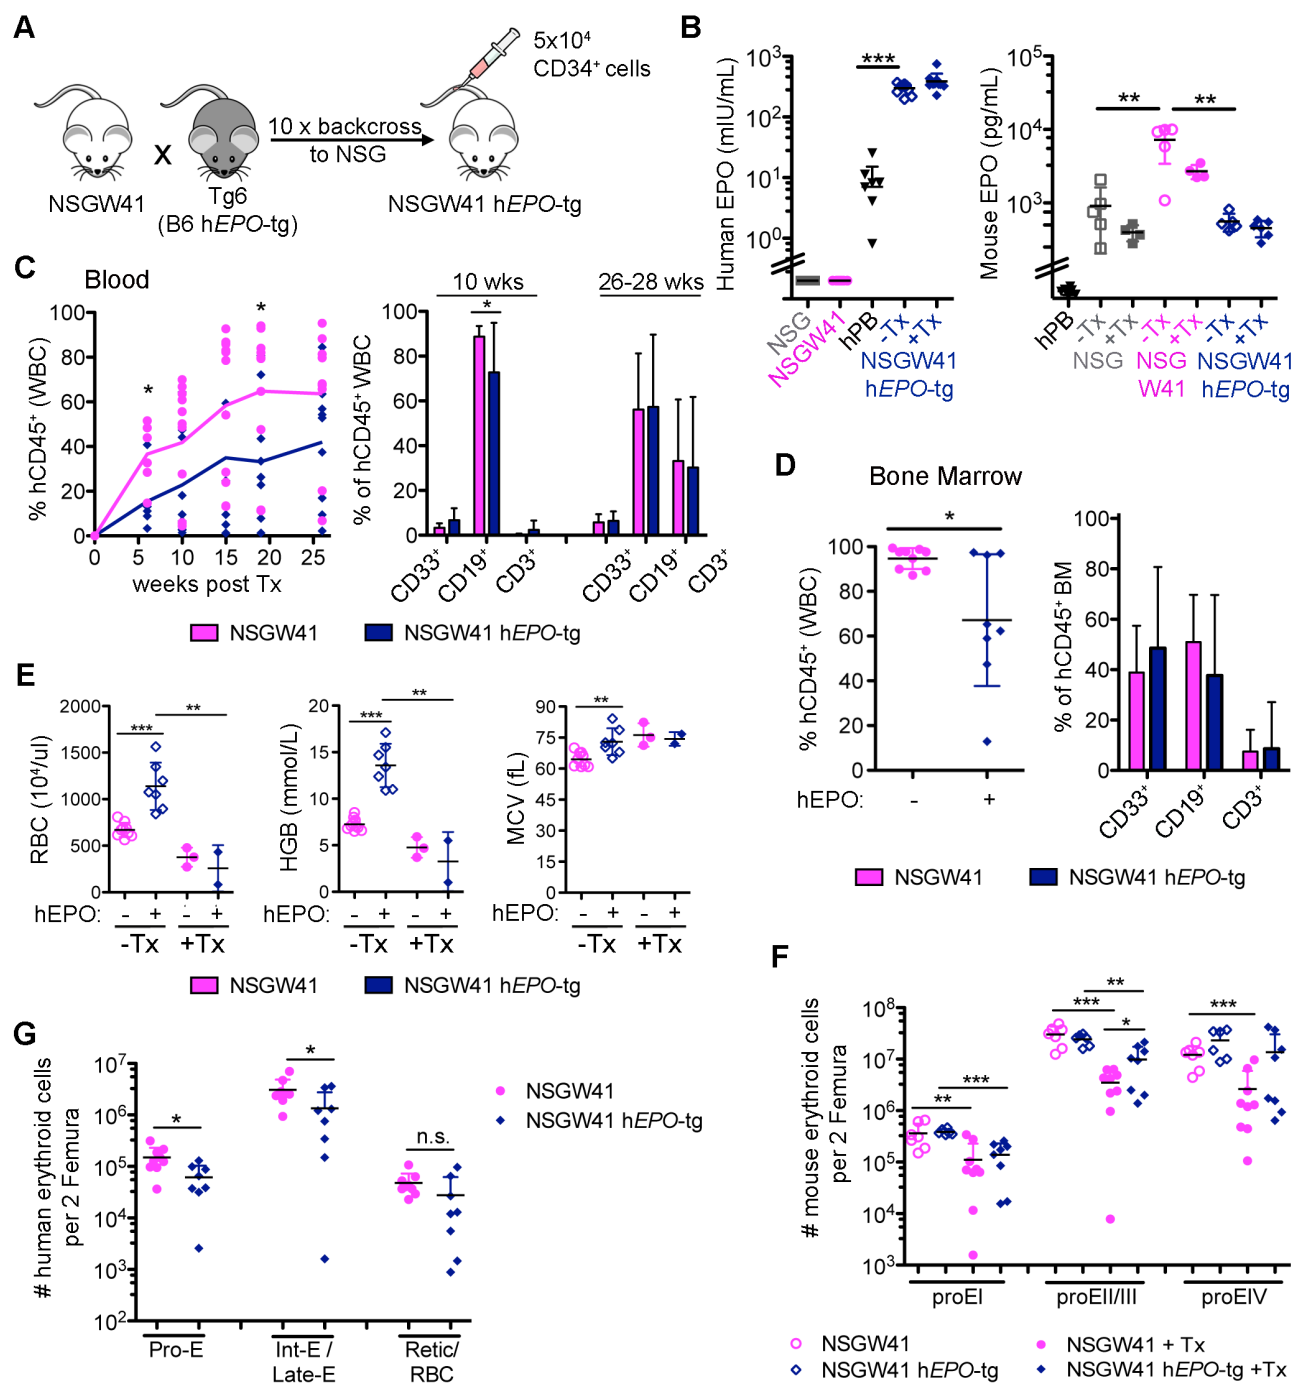 A
5x10⁴
CD34⁺ cells
10 x backcross
to NSG
X
NSGW41
Tg6
(B6 hEPO-tg)
NSGW41 hEPO-tg
B
Human EPO (mIU/mL)
10³
10²
10¹
10⁰
***
NSG
NSGW41
hPB
-Tx
+Tx
NSGW41
hEPO-tg
Mouse EPO (pg/mL)
10⁵
10⁴
10³
**
**
hPB
-Tx
+Tx
-Tx
+Tx
-Tx
+Tx
NSG
NSG
W41
NSGW41
hEPO-tg
C
Blood
% hCD45⁺ (WBC)
100
80
60
40
20
0
*
*
0
5
10
15
20
25
weeks post Tx
% of hCD45⁺ WBC
100
80
60
40
20
0
10 wks
26-28 wks
*
CD33⁺
CD19⁺
CD3⁺
CD33⁺
CD19⁺
CD3⁺
NSGW41
NSGW41 hEPO-tg
D
Bone Marrow
% hCD45⁺ (WBC)
100
80
60
40
20
0
*
hEPO:
-
+
% of hCD45⁺ BM
100
80
60
40
20
0
CD33⁺
CD19⁺
CD3⁺
NSGW41
NSGW41 hEPO-tg
E
RBC (10⁴/ul)
2000
1500
1000
500
0
***
**
hEPO: - + - +
-Tx +Tx
HGB (mmol/L)
20
15
10
5
0
***
**
hEPO: - + - +
-Tx +Tx
MCV (fL)
90
75
60
45
30
15
0
**
hEPO: - + - +
-Tx +Tx
NSGW41
NSGW41 hEPO-tg
F
# mouse erythroid cells
per 2 Femura
10⁸
10⁷
10⁶
10⁵
10⁴
10³
**
***
***
**
*
***
proEI
proEII/III
proEIV
NSGW41
NSGW41 hEPO-tg
NSGW41 + Tx
NSGW41 hEPO-tg +Tx
G
# human erythroid cells
per 2 Femura
10⁷
10⁶
10⁵
10⁴
10³
10²
*
*
n.s.
Pro-E
Int-E /
Late-E
Retic/
RBC
NSGW41
NSGW41 hEPO-tg